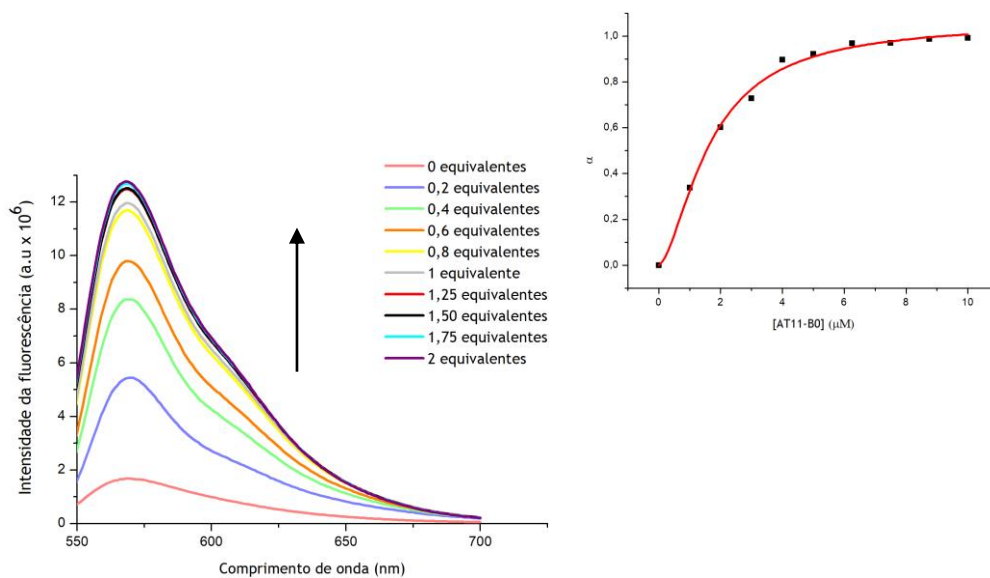 Intensidade da fluorescência (a.u x 10⁶)
12
10
8
6
4
2
0
550
600
650
700
Comprimento de onda (nm)
0 equivalentes
0,2 equivalentes
0,4 equivalentes
0,6 equivalentes
0,8 equivalentes
1 equivalente
1,25 equivalentes
1,50 equivalentes
1,75 equivalentes
2 equivalentes
α
1,0
0,8
0,6
0,4
0,2
0,0
0
2
4
6
8
10
[AT11-B0] (μM)